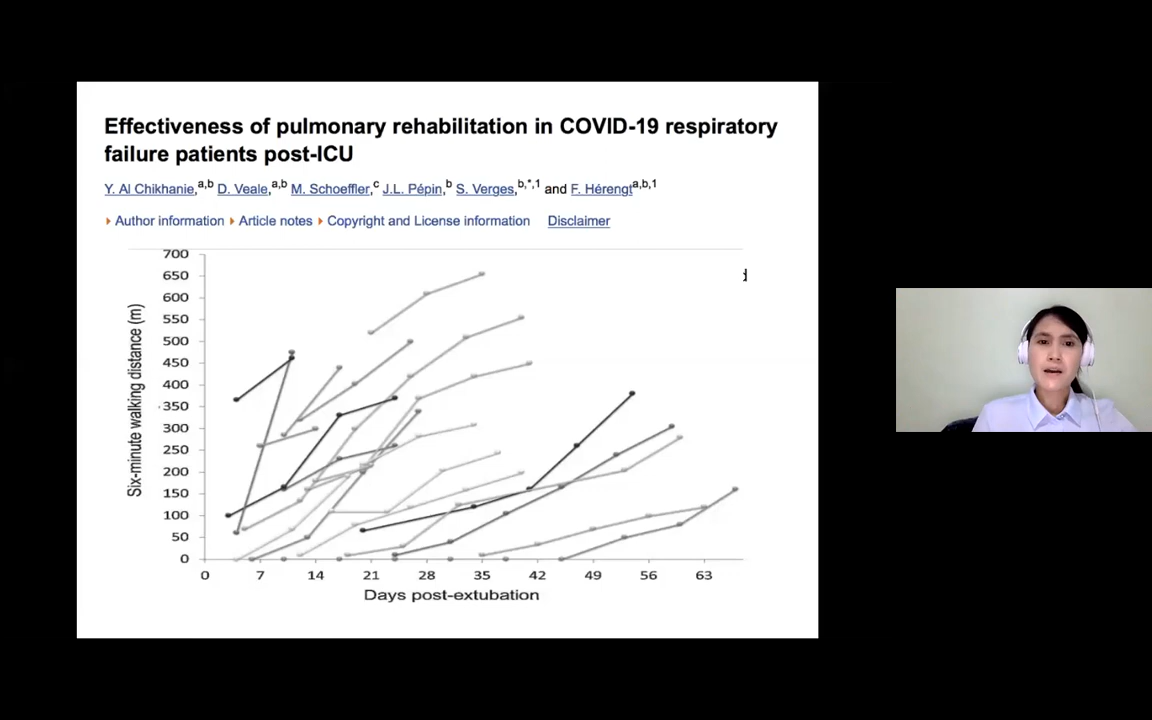 Effectiveness of pulmonary rehabilitation in COVID-19 respiratory
failure patients post-ICU
Y. Al Chikhanie,a,b D. Veale,a,b M. Schoeffler,c J.L. Pépin,b S. Verges,b,*,1 and F. Hérengta,b,1
Author information Article notes Copyright and License information Disclaimer
d
Six-minute walking distance (m)
700
650
600
550
500
450
400
350
300
250
200
150
100
50
0
0 7 14 21 28 35 42 49 56 63
Days post-extubation